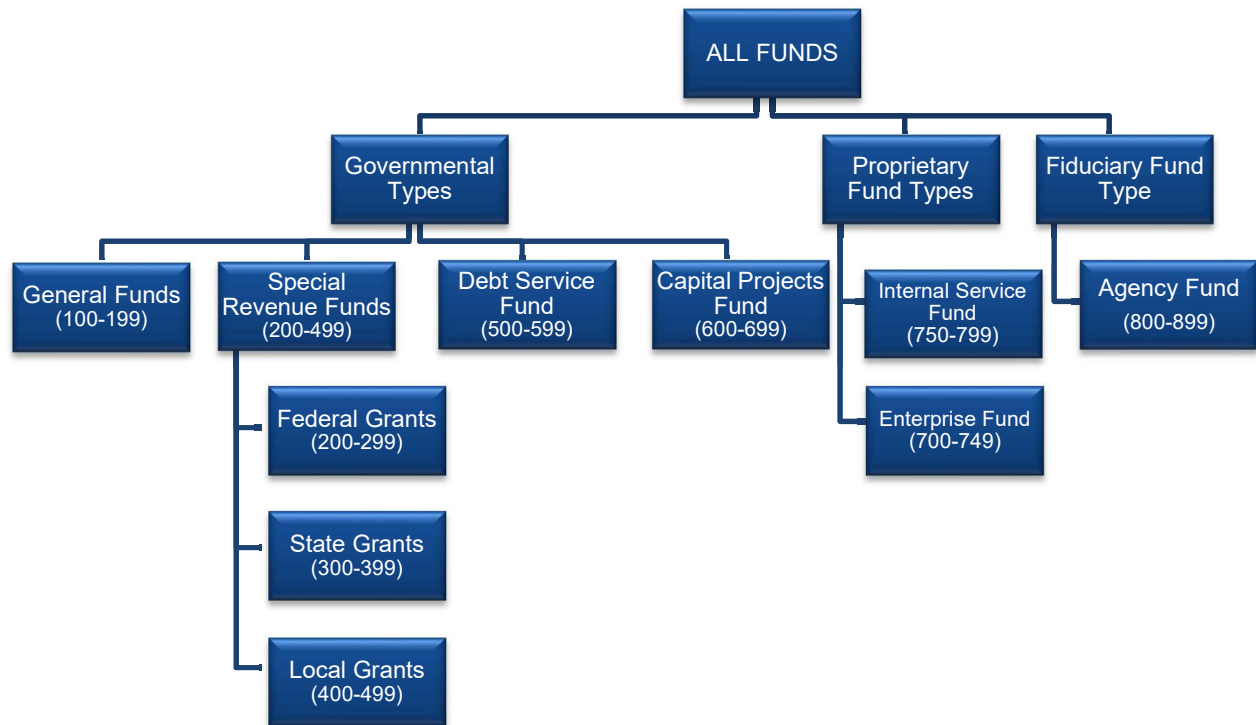 ALL FUNDS
Governmental
Types
Proprietary
Fund Types
Fiduciary Fund
Type
General Funds
(100-199)
Special
Revenue Funds
(200-499)
Debt Service
Fund
(500-599)
Capital Projects
Fund
(600-699)
Internal Service
Fund
(750-799)
Agency Fund
(800-899)
Federal Grants
(200-299)
Enterprise Fund
(700-749)
State Grants
(300-399)
Local Grants
(400-499)